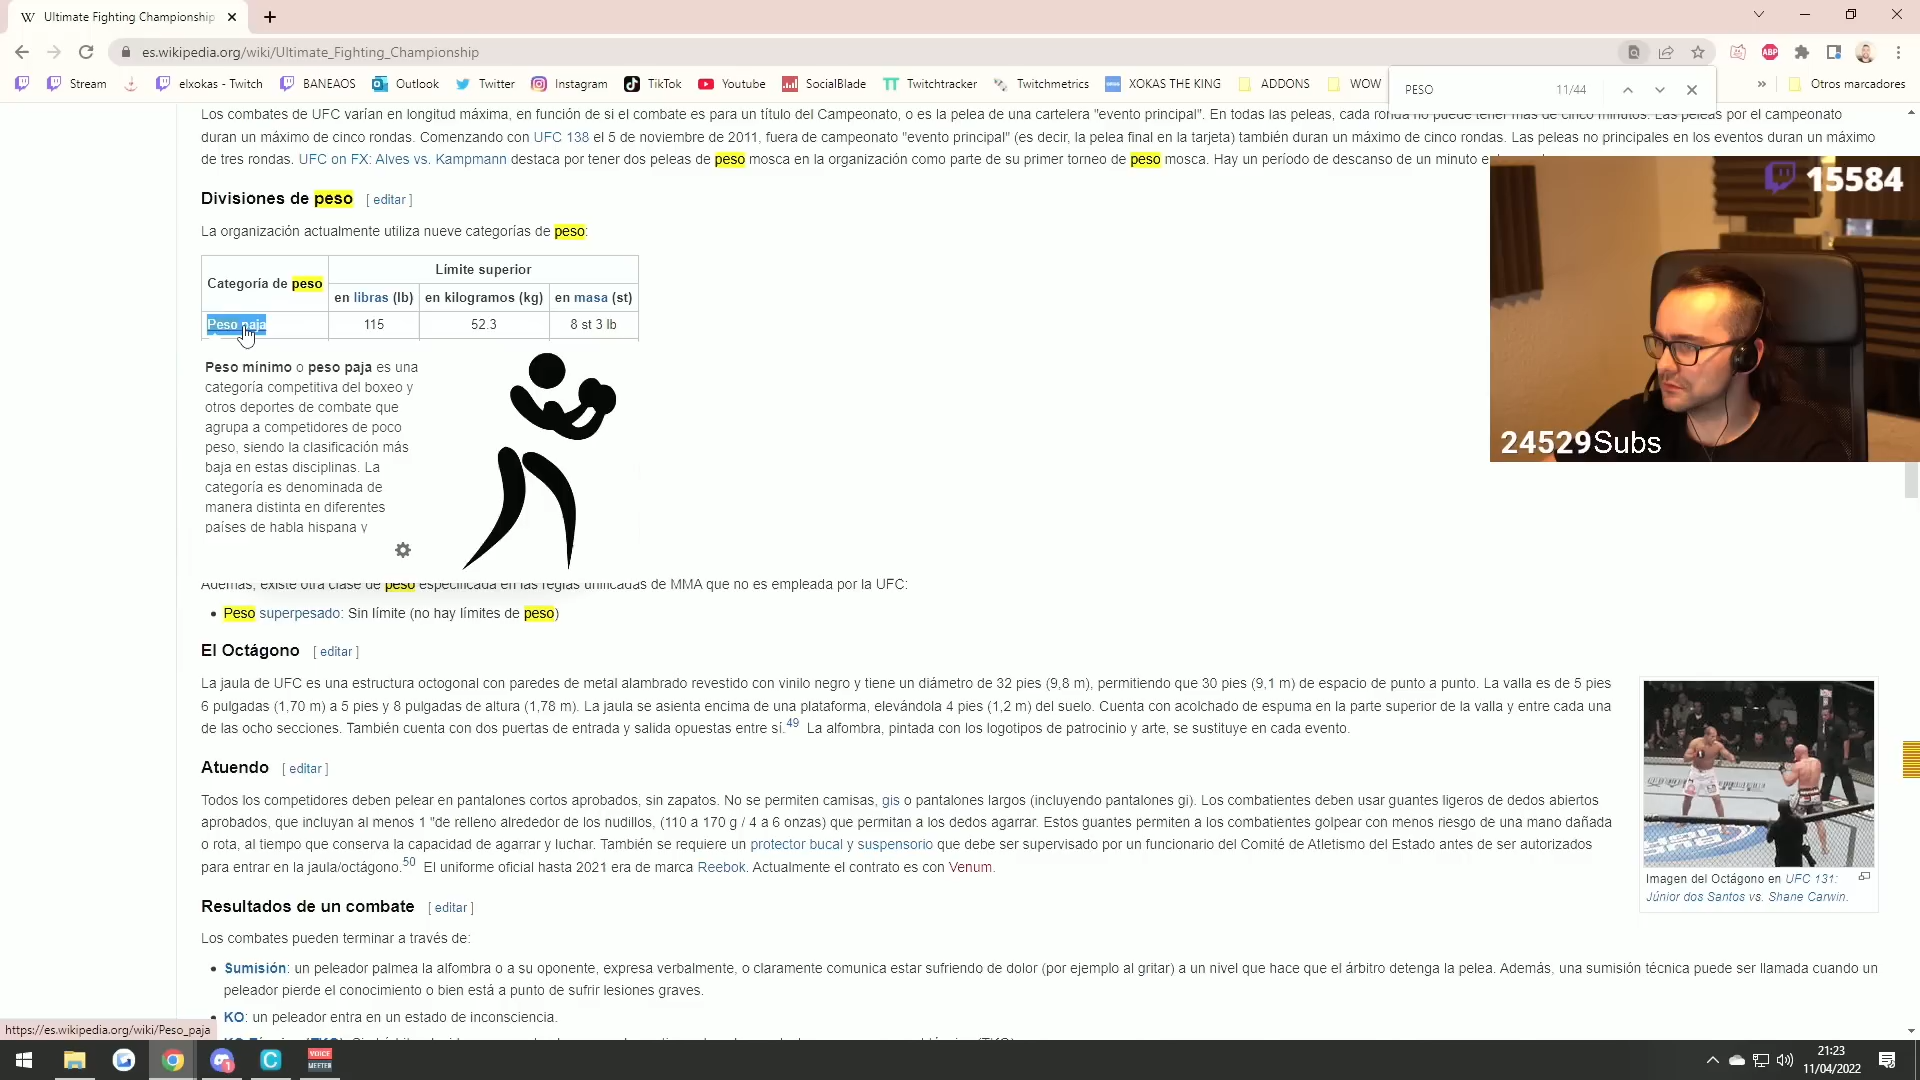 Ultimate Fighting Championship
es.wikipedia.org/wiki/Ultimate_Fighting_Championship
Stream
elxokas - Twitch
BANEAOS
Outlook
Twitter
Instagram
TikTok
Youtube
SocialBlade
Twitchtracker
Twitchmetrics
XOKAS THE KING
ADDONS
WOW
»
Otros marcadores
ABP
PESO 11/44
Los combates de UFC varían en longitud máxima, en función de si el combate es para un título del Campeonato, o es la pelea de una cartelera "evento principal". En todas las peleas, cada ronda no puede tener más de cinco minutos. Las peleas por el campeonato
duran un máximo de cinco rondas. Comenzando con UFC 138 el 5 de noviembre de 2011, fuera de campeonato "evento principal" (es decir, la pelea final en la tarjeta) también duran un máximo de cinco rondas. Las peleas no principales en los eventos duran un máximo
de tres rondas. UFC on FX: Alves vs. Kampmann destaca por tener dos peleas de peso mosca en la organización como parte de su primer torneo de peso mosca. Hay un período de descanso de un minuto
15584
Divisiones de peso [ editar ]
La organización actualmente utiliza nueve categorías de peso:
Categoría de peso
Límite superior
en libras (lb) en kilogramos (kg) en masa (st)
Peso paja 115 52.3 8 st 3 lb
Peso mínimo o peso paja es una
categoría competitiva del boxeo y
otros deportes de combate que
agrupa a competidores de poco
peso, siendo la clasificación más
baja en estas disciplinas. La
categoría es denominada de
manera distinta en diferentes
países de habla hispana y
24529Subs
Además, existe otra clase de peso especificada en las reglas unificadas de MMA que no es empleada por la UFC:
• Peso superpesado: Sin límite (no hay límites de peso)
El Octágono [ editar ]
La jaula de UFC es una estructura octogonal con paredes de metal alambrado revestido con vinilo negro y tiene un diámetro de 32 pies (9,8 m), permitiendo que 30 pies (9,1 m) de espacio de punto a punto. La valla es de 5 pies
6 pulgadas (1,70 m) a 5 pies y 8 pulgadas de altura (1,78 m). La jaula se asienta encima de una plataforma, elevándola 4 pies (1,2 m) del suelo. Cuenta con acolchado de espuma en la parte superior de la valla y entre cada una
de las ocho secciones. También cuenta con dos puertas de entrada y salida opuestas entre sí.49 La alfombra, pintada con los logotipos de patrocinio y arte, se sustituye en cada evento.
Atuendo [ editar ]
Todos los competidores deben pelear en pantalones cortos aprobados, sin zapatos. No se permiten camisas, gis o pantalones largos (incluyendo pantalones gi). Los combatientes deben usar guantes ligeros de dedos abiertos
aprobados, que incluyan al menos 1 "de relleno alrededor de los nudillos, (110 a 170 g / 4 a 6 onzas) que permitan a los dedos agarrar. Estos guantes permiten a los combatientes golpear con menos riesgo de una mano dañada
o rota, al tiempo que conserva la capacidad de agarrar y luchar. También se requiere un protector bucal y suspensorio que debe ser supervisado por un funcionario del Comité de Atletismo del Estado antes de ser autorizados
para entrar en la jaula/octágono.50 El uniforme oficial hasta 2021 era de marca Reebok. Actualmente el contrato es con Venum.
Imagen del Octágono en UFC 131:
Júnior dos Santos vs. Shane Carwin.
Resultados de un combate [ editar ]
Los combates pueden terminar a través de:
• Sumisión: un peleador palmea la alfombra o a su oponente, expresa verbalmente, o claramente comunica estar sufriendo de dolor (por ejemplo al gritar) a un nivel que hace que el árbitro detenga la pelea. Además, una sumisión técnica puede ser llamada cuando un
peleador pierde el conocimiento o bien está a punto de sufrir lesiones graves.
• KO: un peleador entra en un estado de inconsciencia.
https://es.wikipedia.org/wiki/Peso_paja
VOICE
MEETER
21:23
11/04/2022